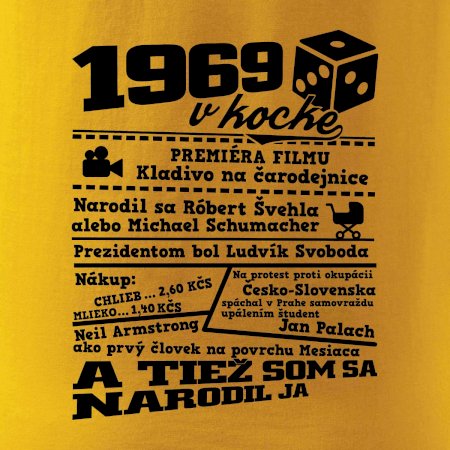 1969
v kocke
PREMIÉRA FILMU
Kladivo na čarodejnice
Narodil sa Róbert Švehla
alebo Michael Schumacher
Prezidentom bol Ludvík Svoboda
Nákup:
CHLIEB ... 2,60 KČS
MLIEKO ... 1,40 KČS
Na protest proti okupácii
Česko-Slovenska
spáchal v Prahe samovraždu
upálením študent
Jan Palach
Neil Armstrong
ako prvý človek na povrchu Mesiaca
A TIEŽ SOM SA
NARODIL JA